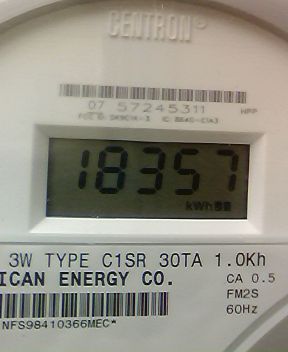 CENTRON®
07 57245311
18357
kWh
3W TYPE C1SR 30TA 1.0Kh
ICAN ENERGY CO. CA 0.5
FM2S
NFS98410366MEC* 60Hz